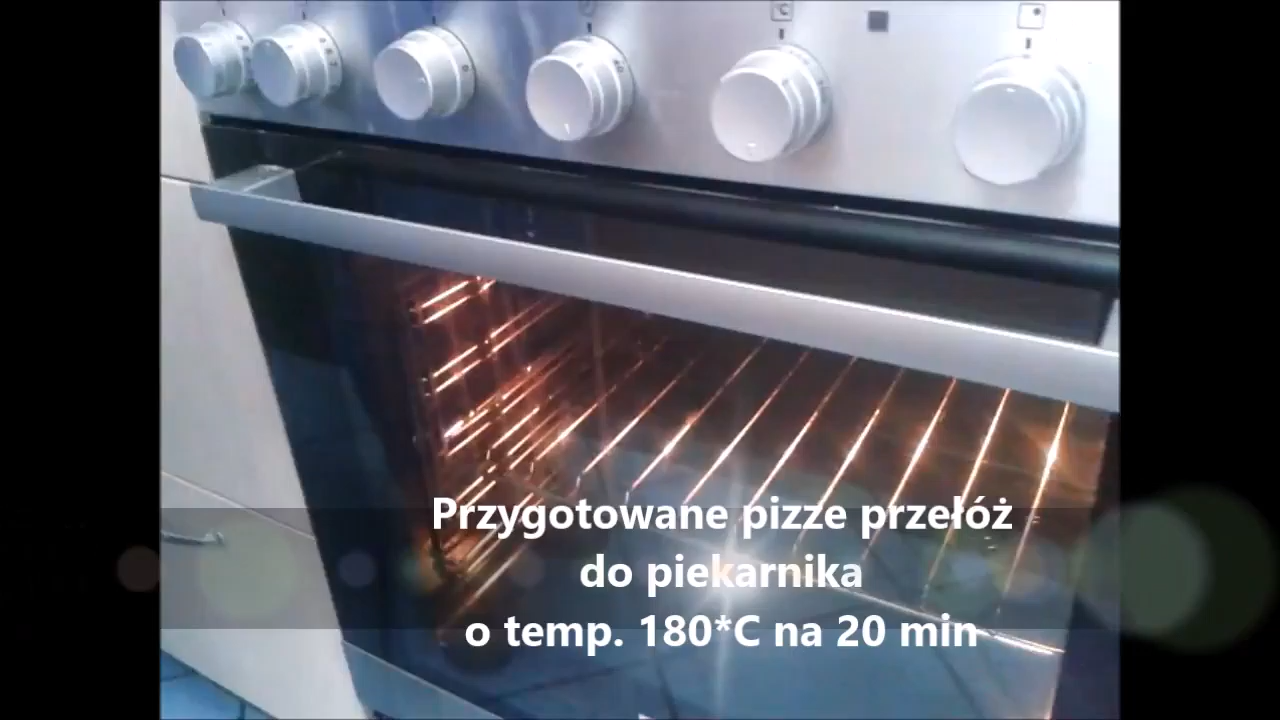 Przygotowane pizze przełóż
do piekarnika
o temp. 180*C na 20 min